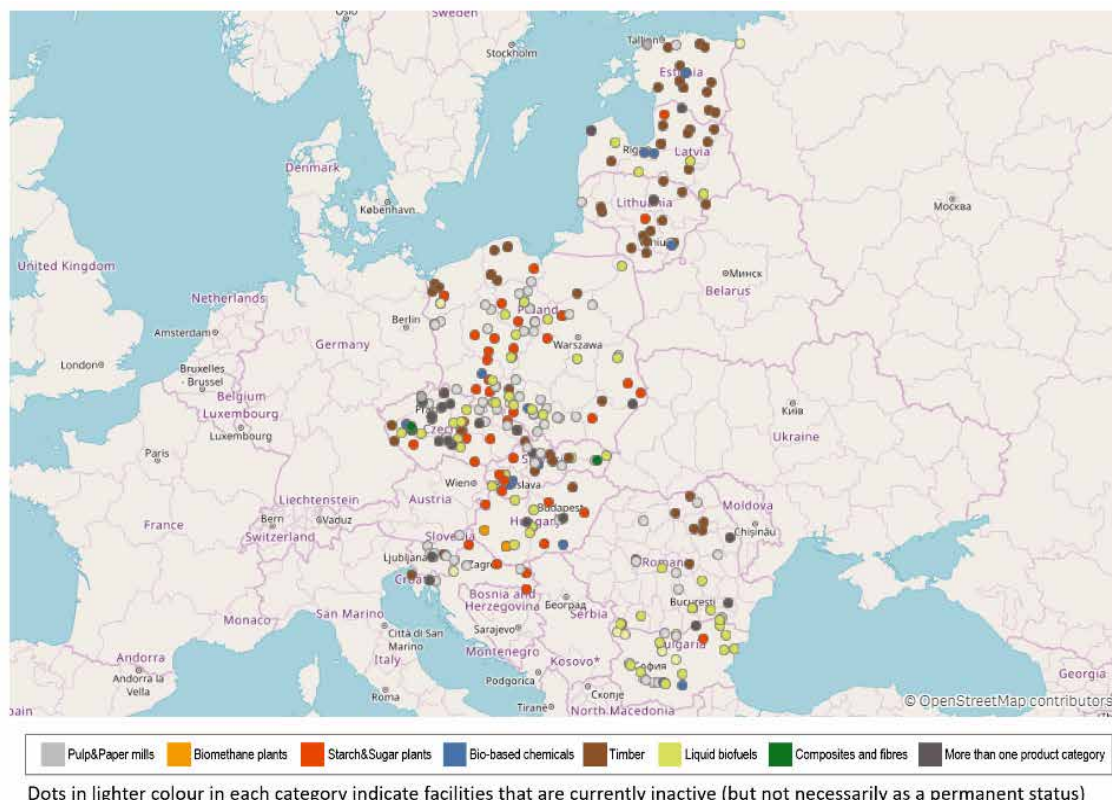 Oslo
Sweden
Stockholm
Tallinn
Estonia
Riga
Latvia
Denmark
København
Lithuania
Москва
United Kingdom
Минск
Belarus
Netherlands
Berlin
Poland
Amsterdam
Germany
Warszawa
London
Bruxelles
- Brussel
Belgium
Luxembourg
Luxembourg
Київ
Ukraine
Paris
Wien
Liechtenstein
Austria
Budapest
Moldova
Bern
Vaduz
Chișinău
France
Switzerland
Slovenia
Ljubljana
Zagreb
Bosnia and
Herzegovina
Београд
București
San Marino
Serbia
Monaco
Città di San
Marino
Sarajevo
Italy
Montenegro
Kosovo*
Bulgaria
Andorra
Andorra la
Vella
Podgorica
София
Georgia
Roma
Скопје
Tiranë
North Macedonia
© OpenStreetMap contributors
Pulp&Paper mills Biomethane plants Starch&Sugar plants Bio-based chemicals Timber Liquid biofuels Composites and fibres More than one product category
Dots in lighter colour in each category indicate facilities that are currently inactive (but not necessarily as a permanent status)